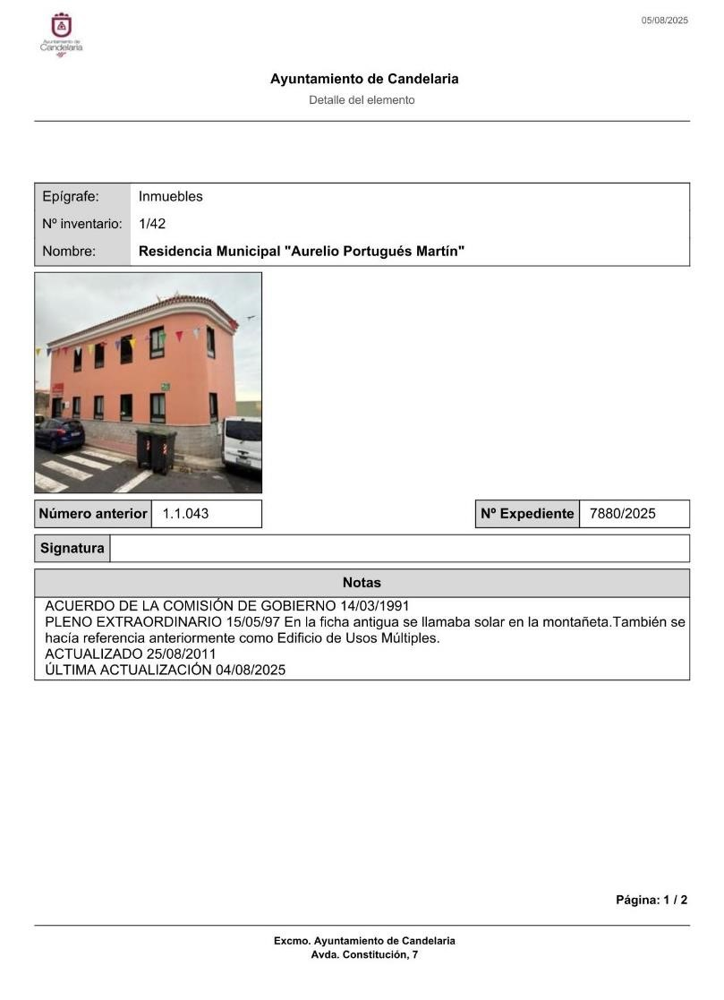 05/08/2025
Ayuntamiento de
Candelaria
Ayuntamiento de Candelaria
Detalle del elemento
Epígrafe: Inmuebles
Nº inventario: 1/42
Nombre: Residencia Municipal "Aurelio Portugués Martín"
Número anterior 1.1.043 Nº Expediente 7880/2025
Signatura
Notas
ACUERDO DE LA COMISIÓN DE GOBIERNO 14/03/1991
PLENO EXTRAORDINARIO 15/05/97 En la ficha antigua se llamaba solar en la montañeta.También se
hacía referencia anteriormente como Edificio de Usos Múltiples.
ACTUALIZADO 25/08/2011
ÚLTIMA ACTUALIZACIÓN 04/08/2025
Página: 1 / 2
Excmo. Ayuntamiento de Candelaria
Avda. Constitución, 7